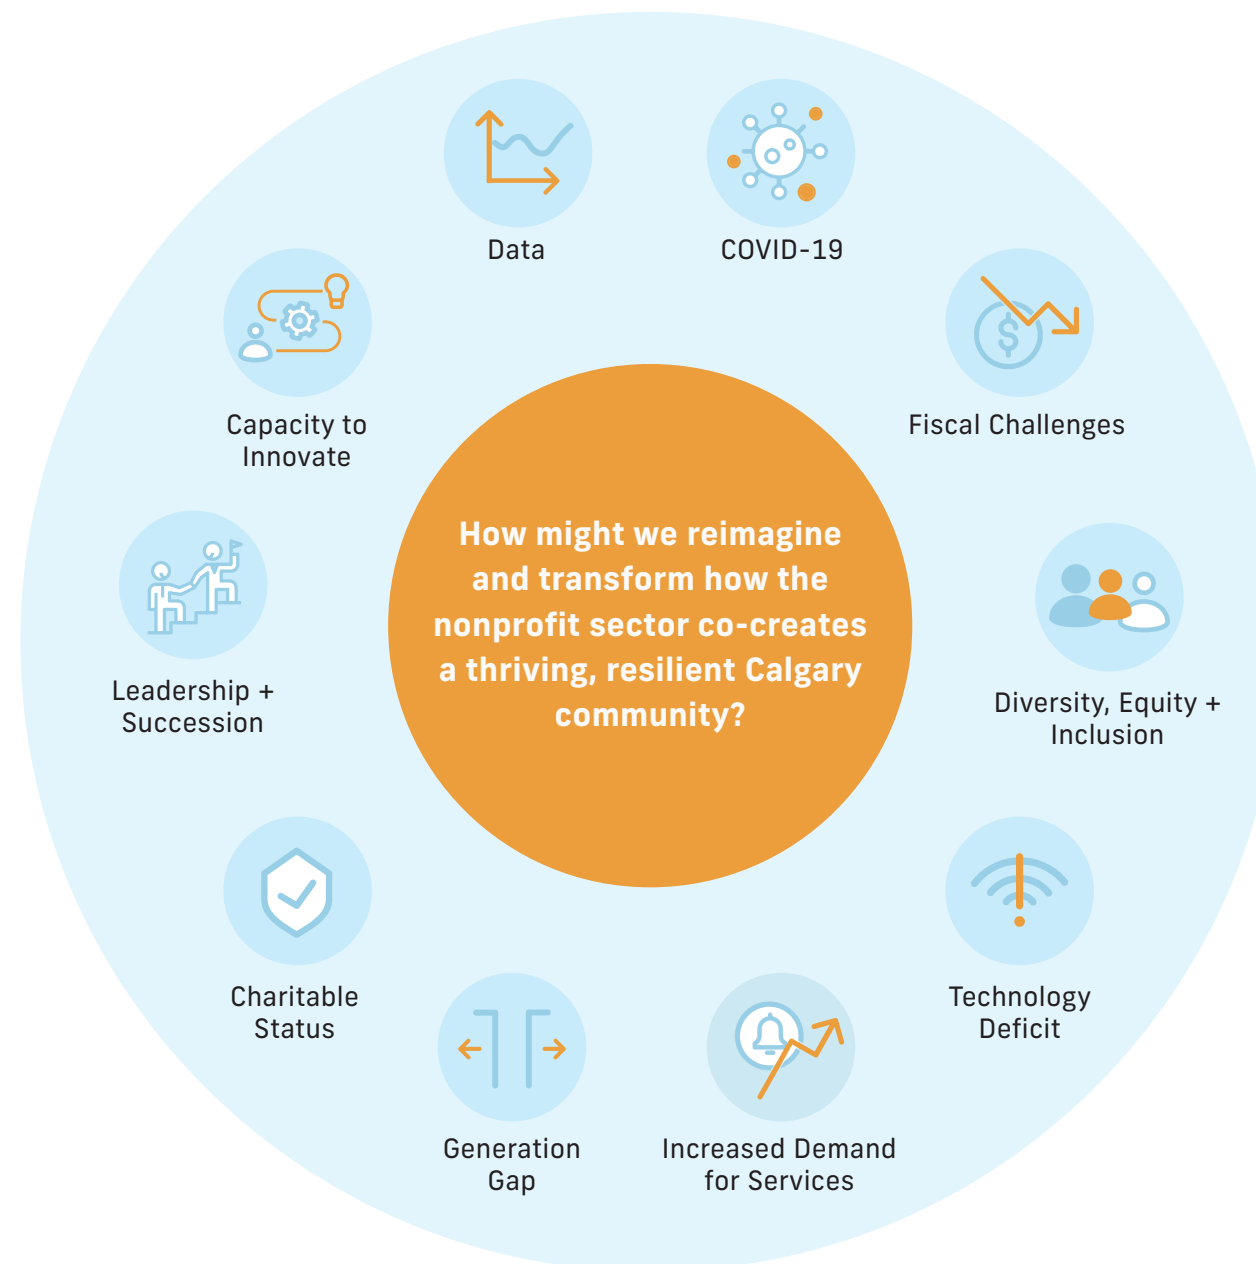 Data
COVID-19
Capacity to
Innovate
Fiscal Challenges
How might we reimagine
and transform how the
nonprofit sector co-creates
a thriving, resilient Calgary
community?
Leadership +
Succession
Diversity, Equity +
Inclusion
Charitable
Status
Technology
Deficit
Generation
Gap
Increased Demand
for Services
$